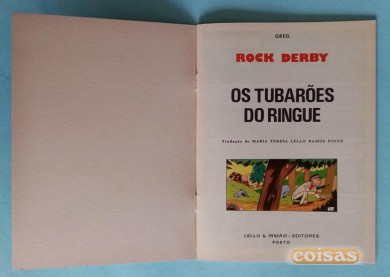 GREG
ROCK DERBY
OS TUBARÕES
DO RINGUE
Tradução de MARIA TERESA LELLO RAMOS PINTO
LELLO & IRMÃO-EDITORES
PORTO
coisas